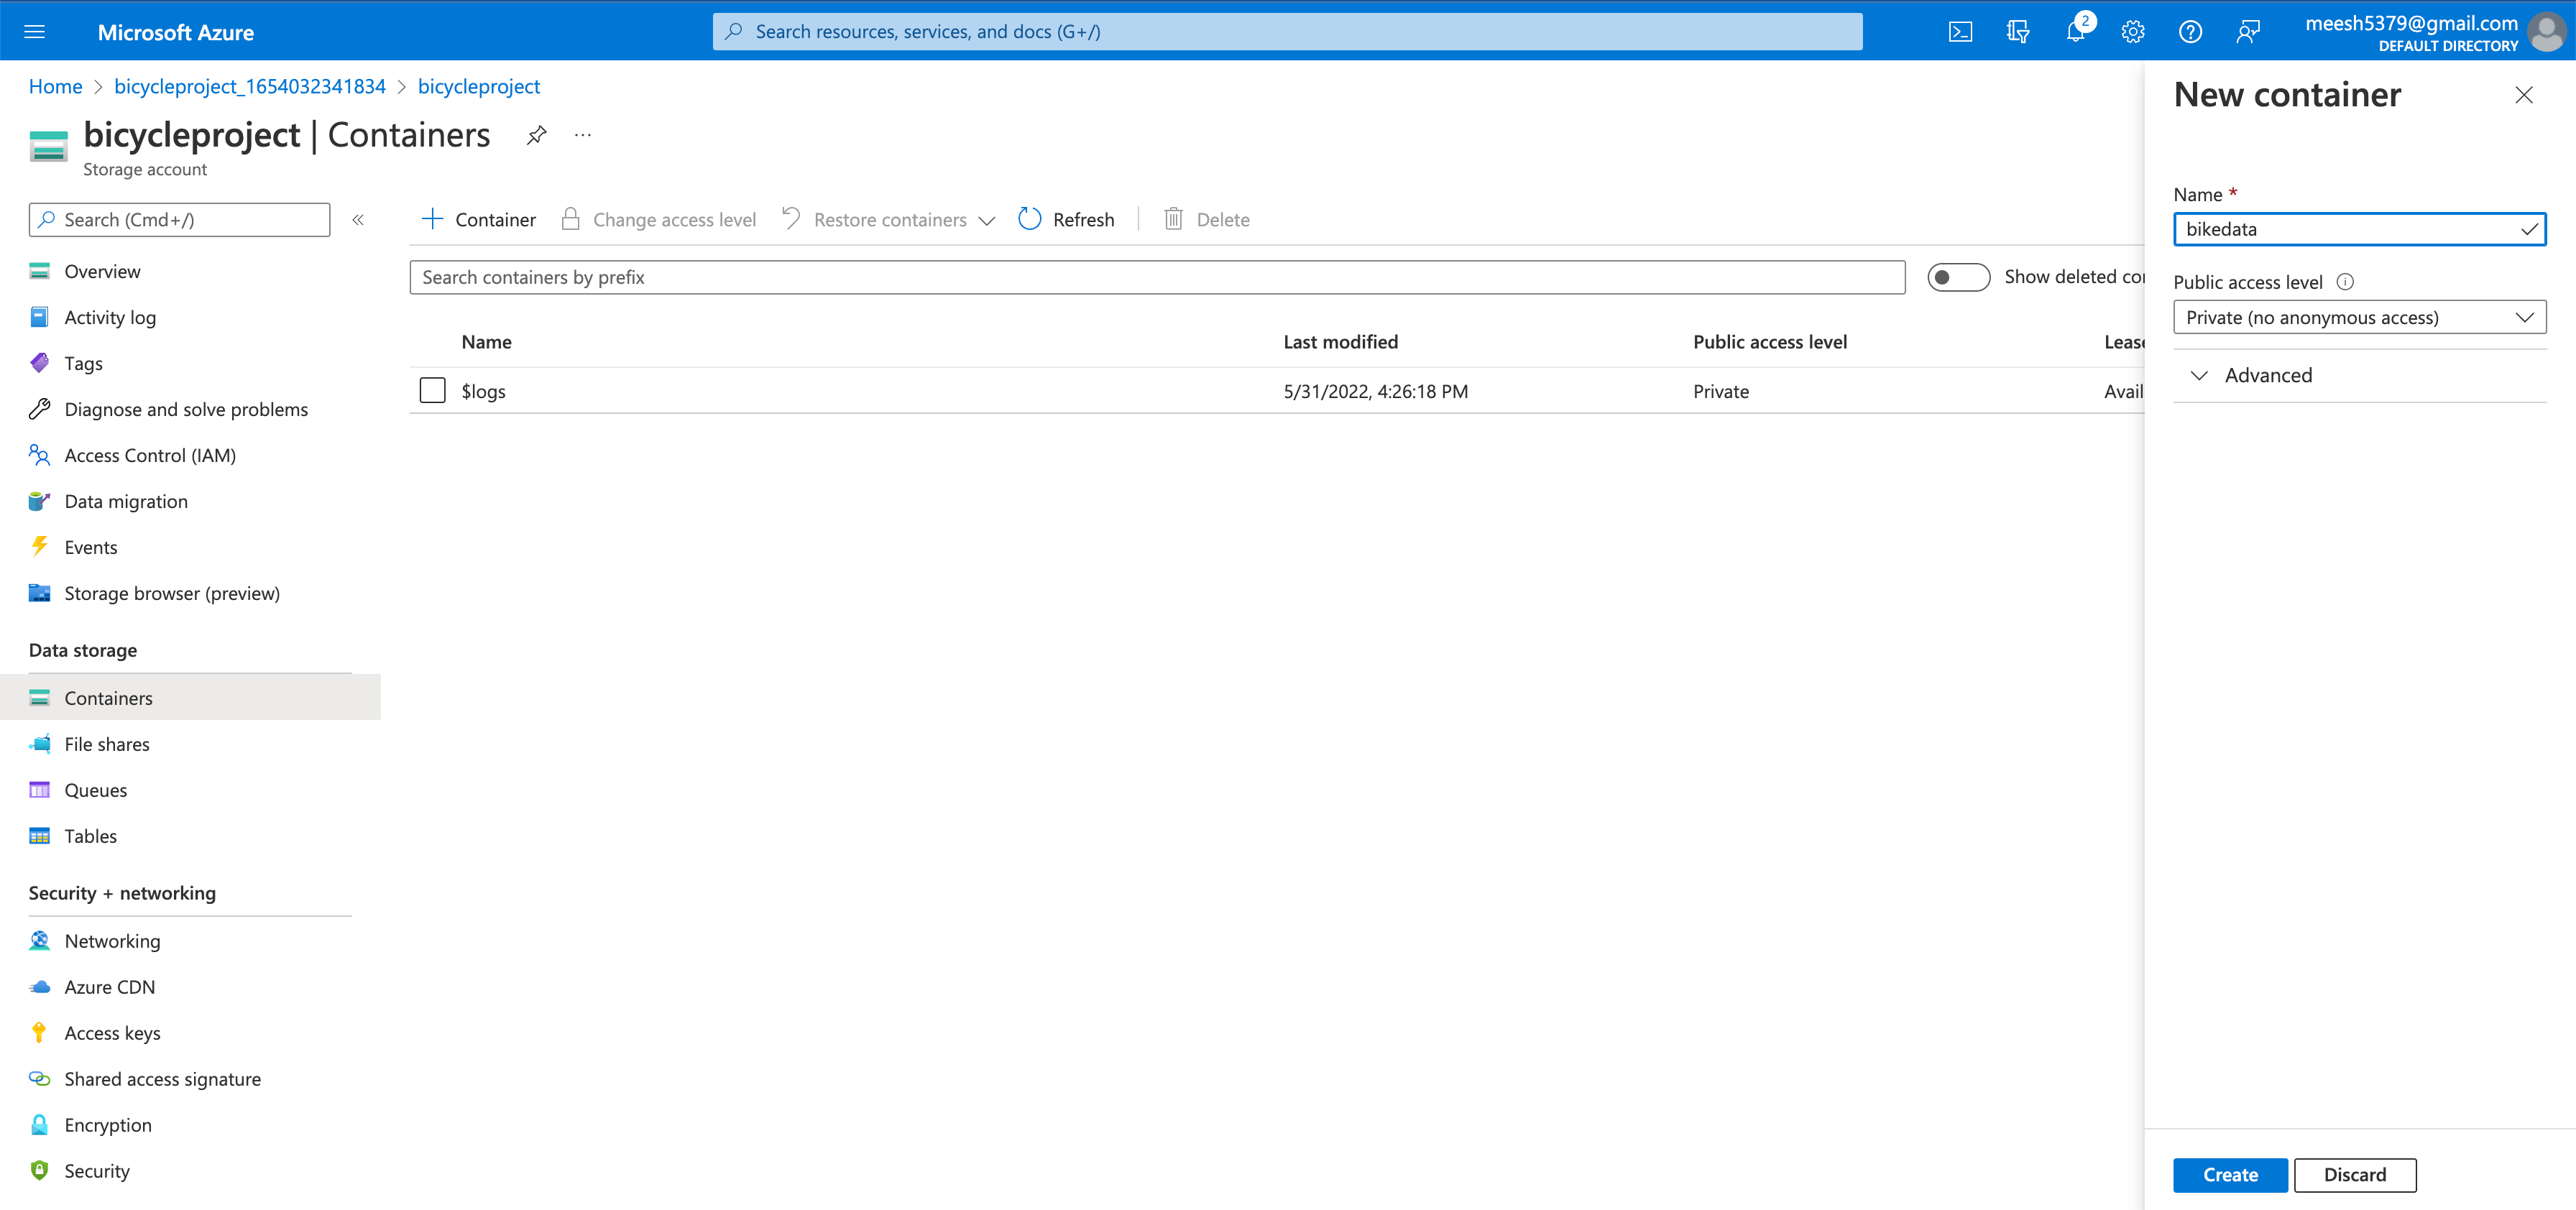 Microsoft Azure
Search resources, services, and docs (G+/)
2
meesh5379@gmail.com
DEFAULT DIRECTORY
Home > bicycleproject_1654032341834 > bicycleproject
bicycleproject | Containers
...
Storage account
Search (Cmd+/)
«
Overview
Activity log
Tags
Diagnose and solve problems
Access Control (IAM)
Data migration
Events
Storage browser (preview)
Data storage
Containers
File shares
Queues
Tables
Security + networking
Networking
Azure CDN
Access keys
Shared access signature
Encryption
Security
+ Container Change access level Restore containers Refresh Delete
Search containers by prefix
Show deleted cor
Name Last modified Public access level Lease
$logs 5/31/2022, 4:26:18 PM Private Avail
New container
Name *
bikedata
Public access level
Private (no anonymous access)
Advanced
Create Discard